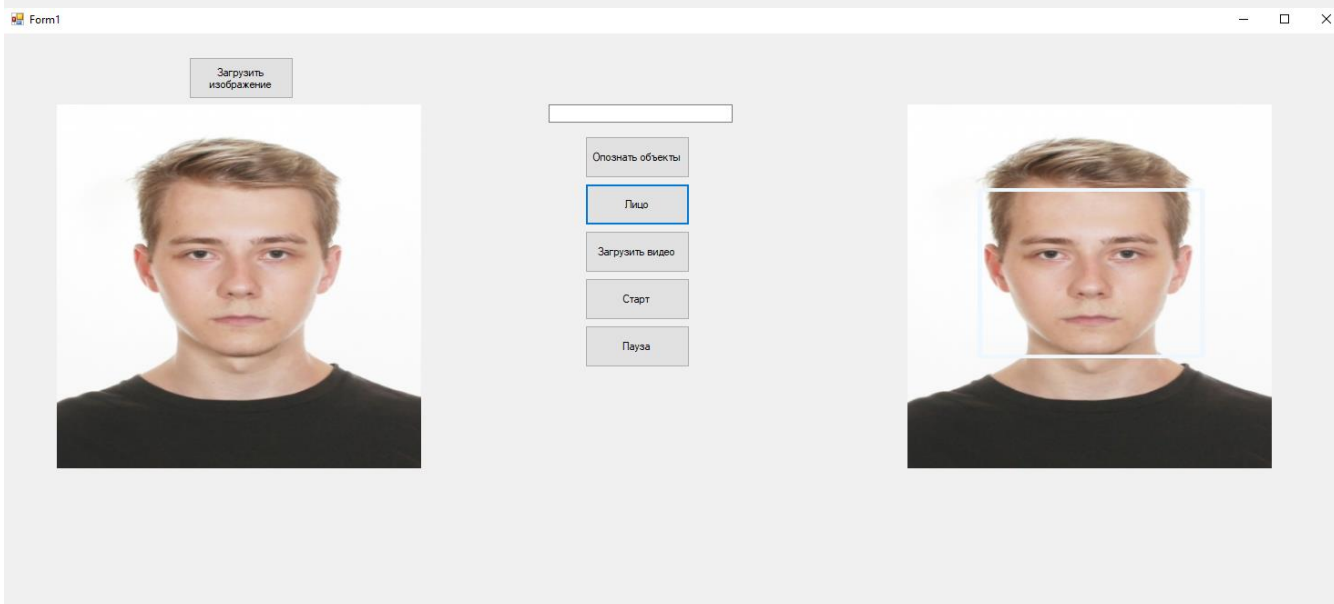 Form1
Загрузить
изображение
Опознать объекты
Лицо
Загрузить видео
Старт
Пауза